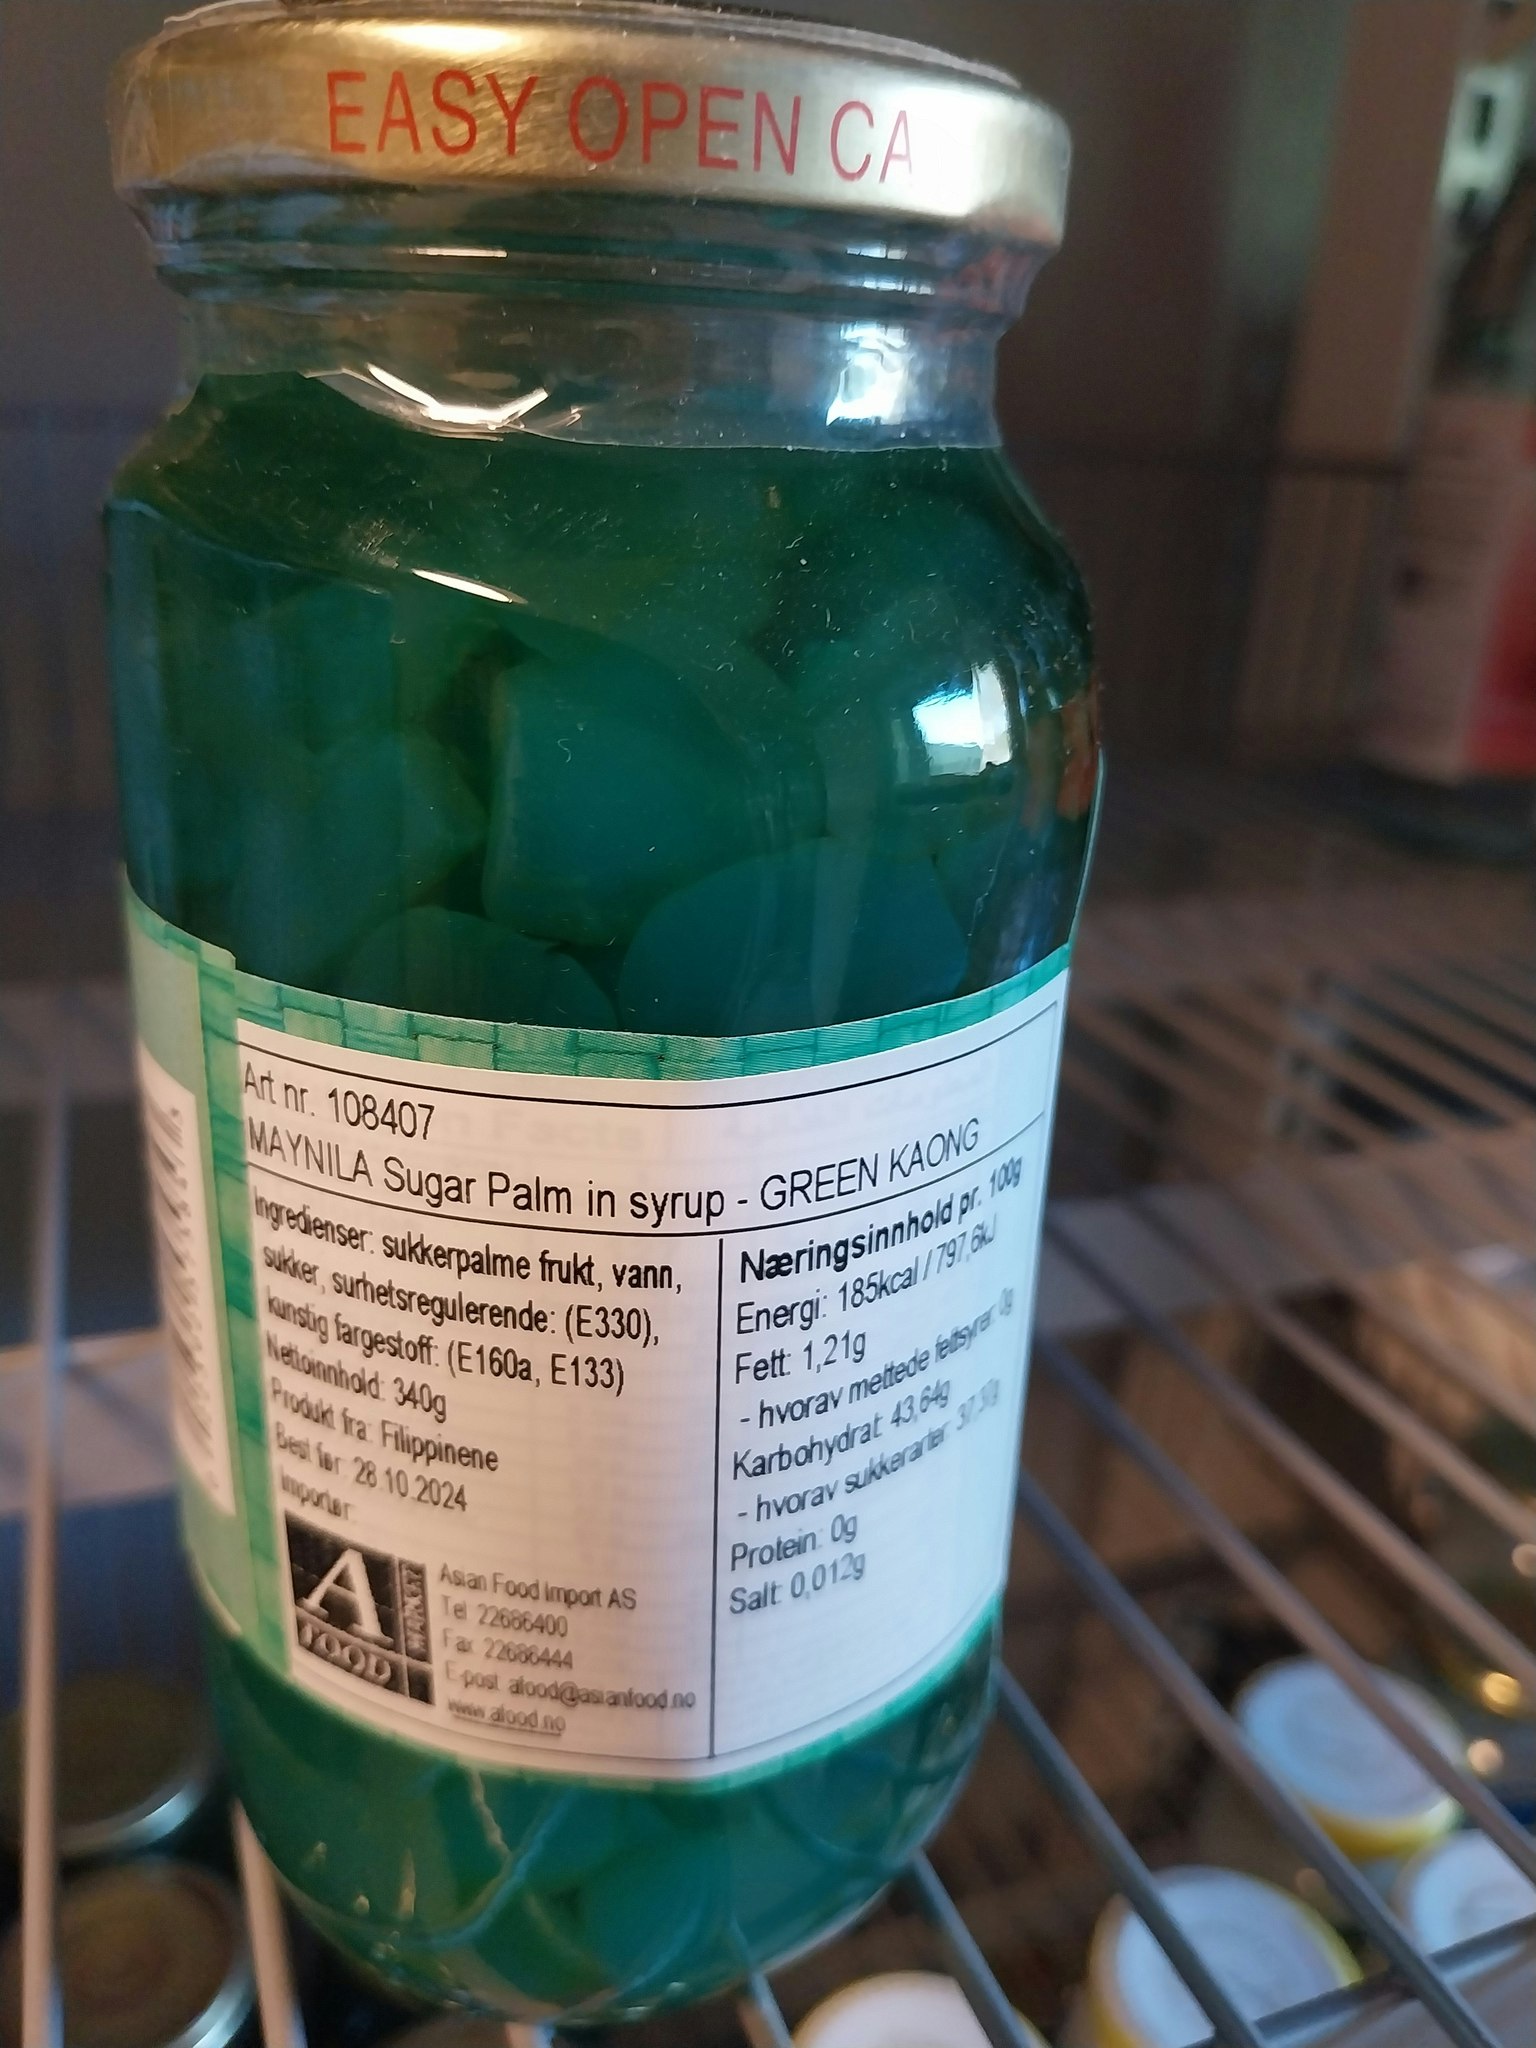 EASY OPEN CA
Art nr. 108407
MAYNILA Sugar Palm in syrup - GREEN KAONG
Ingredienser: sukkerpalme frukt, vann,
sukker, surhetsregulerende: (E330),
kunstig fargestoff: (E160a, E133)
Nettoinnhold: 340g
Produkt fra: Filippinene
Best før: 28.10.2024
Importør:
A
FOOD
MARKET
Asian Food Import AS
Tel 22686400
Fax 22686444
E-post afood@asianfood.no
www.afood.no
Næringsinnhold pr. 100g
Energi: 185kcal / 797,6kJ
Fett: 1,21g
- hvorav mettede fettsyrer: 0g
Karbohydrat: 43,64g
- hvorav sukkerarter:
Protein: 0g
Salt: 0,012g